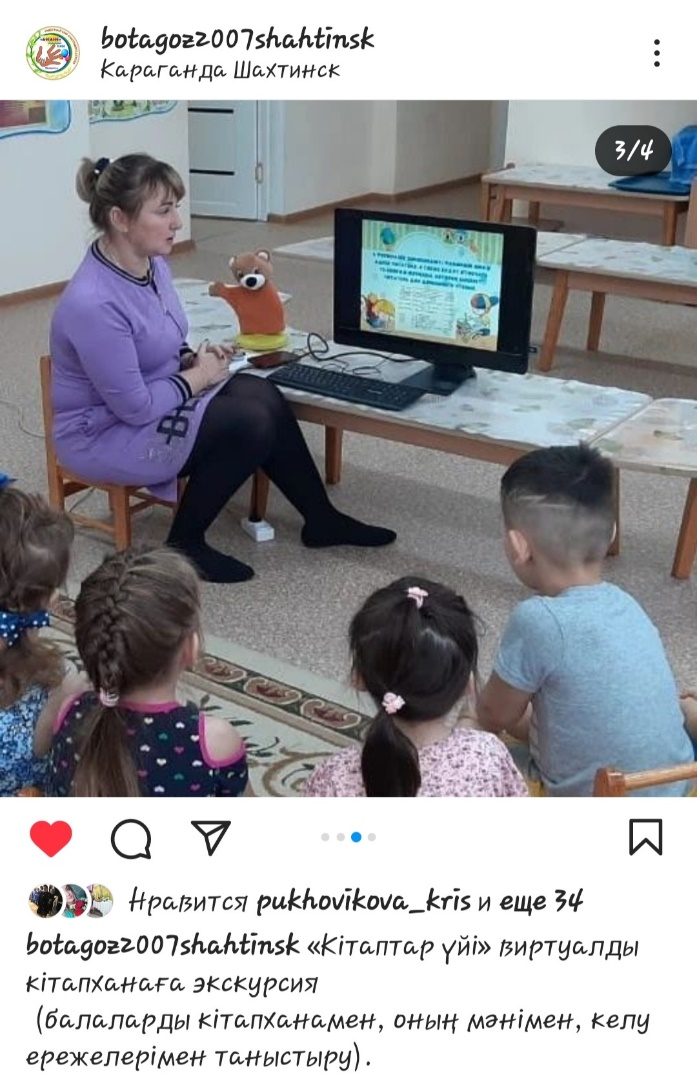 botagoz2007shahtinsk
Караганда Шахтинск
3/4
Нравится pukhovikova_kris и еще 34
botagoz2007shahtinsk «Кітаптар үйі» виртуалды
кітапханаға экскурсия
(балаларды кітапханамен, оның мәнімен, келу
ережелерімен таныстыру).